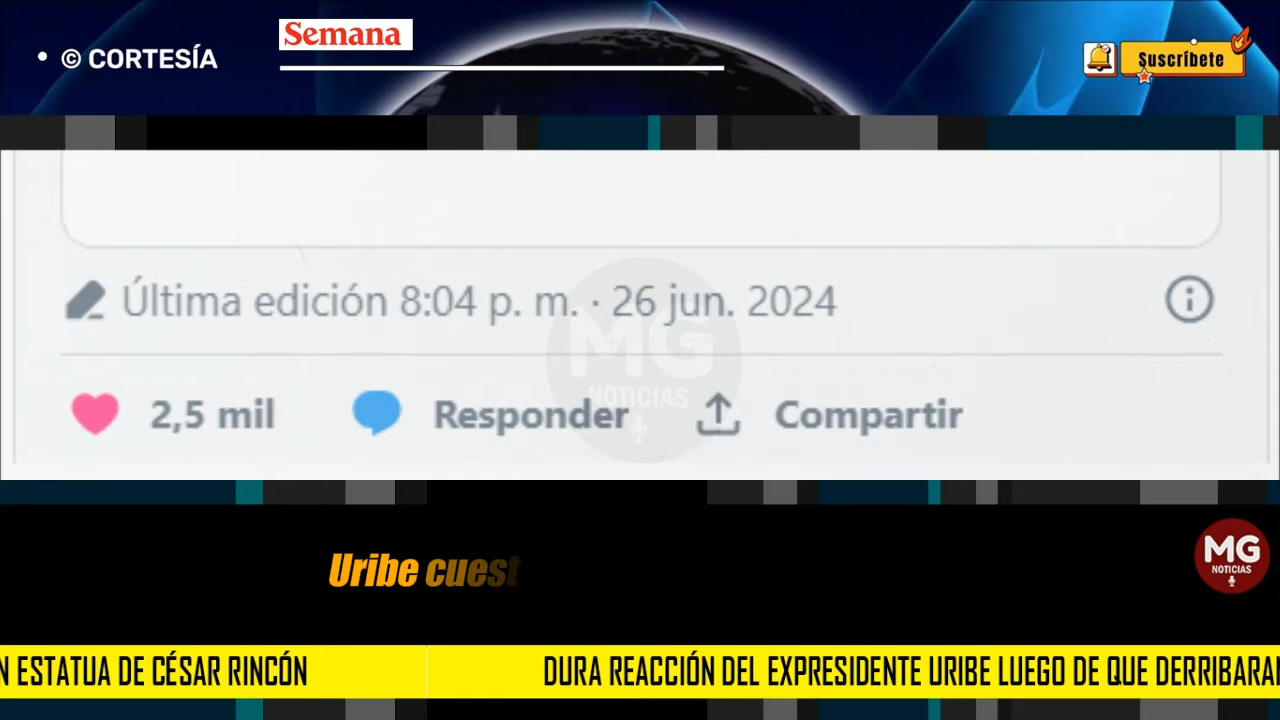 • © CORTESÍA
Semana
Suscríbete
Última edición 8:04 p. m. · 26 jun. 2024
2,5 mil Responder Compartir
MG
NOTICIAS
Uribe cuest
MG
NOTICIAS
N ESTATUA DE CÉSAR RINCÓN DURA REACCIÓN DEL EXPRESIDENTE URIBE LUEGO DE QUE DERRIBARA